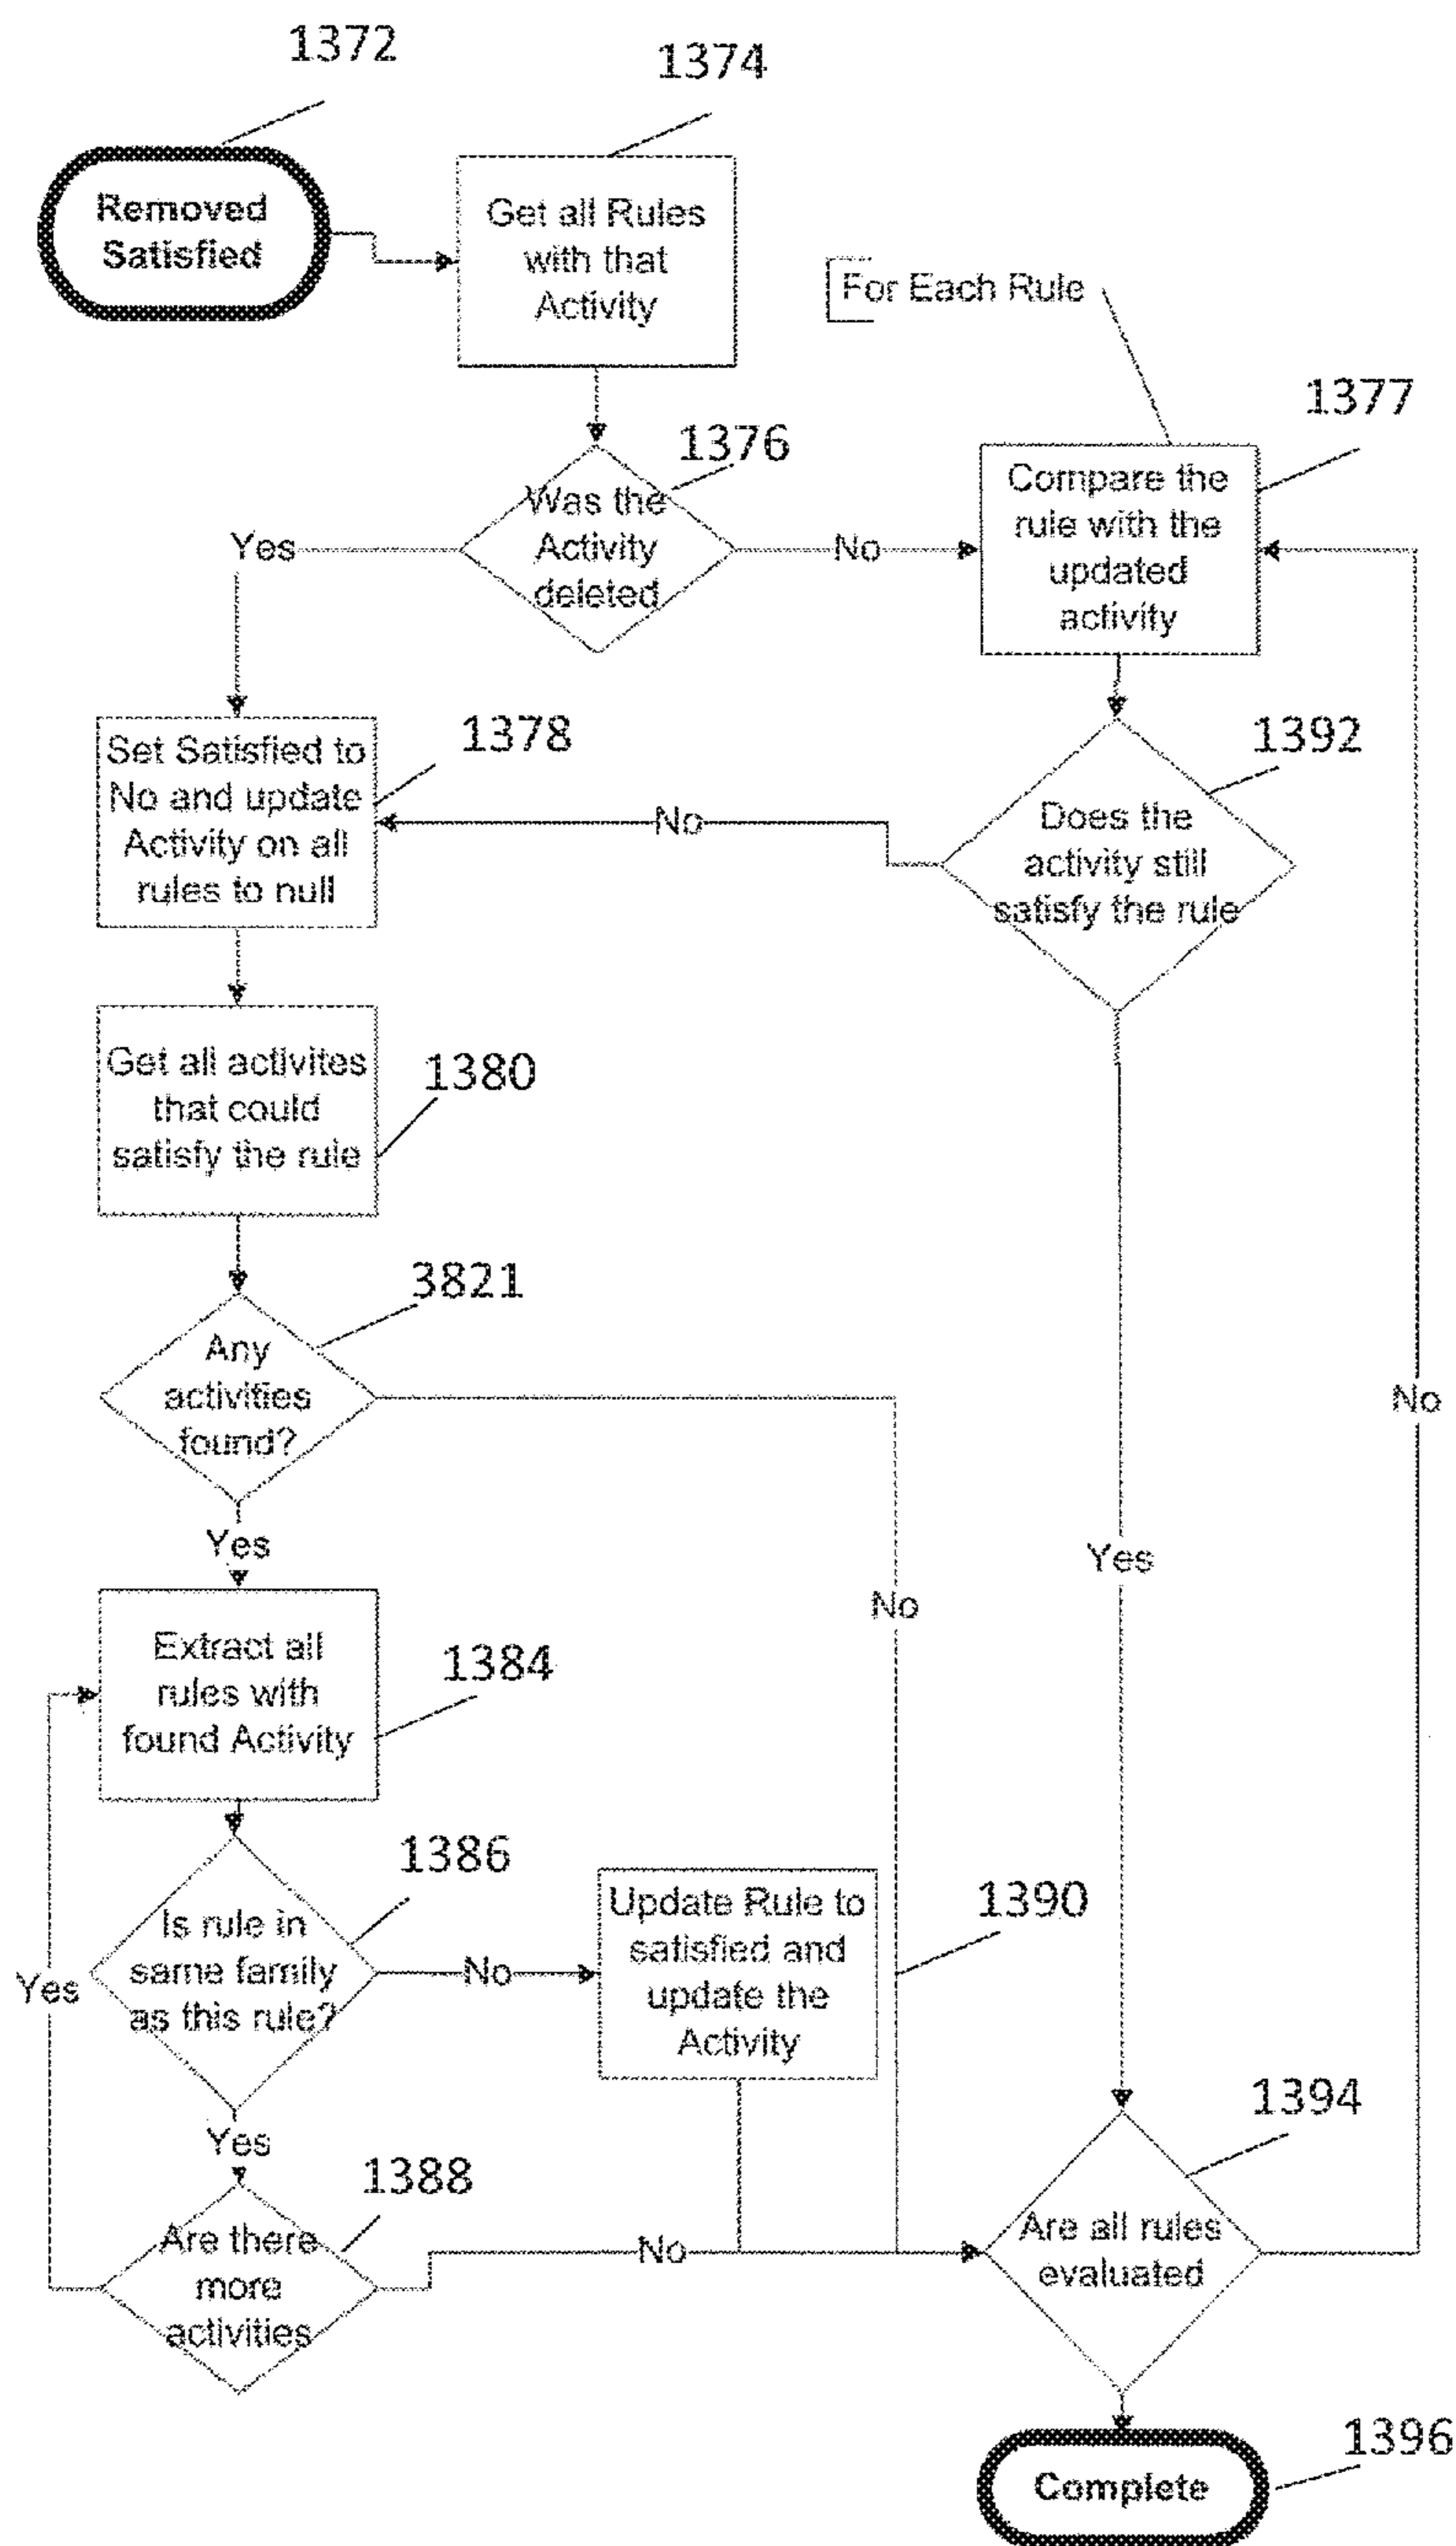 1372
1374
Removed
Satisfied
Get all Rules
with that
Activity
For Each Rule
1377
1376
Was the
Activity
deleted
Yes
No
Compare the
rule with the
updated
activity
1378
Set Satisfied to
No and update
Activity on all
rules to null
No
1392
Does the
activity still
satisfy the rule
Get all activites
that could
satisfy the rule
1380
3821
Any
activities
found?
No
Yes
Yes
No
Extract all
rules with
found Activity
1384
1386
Is rule in
same family
as this rule?
Yes
No
Update Rule to
satisfied and
update the
Activity
1390
Yes
1388
Are there
more
activities
No
1394
Are all rules
evaluated
1396
Complete